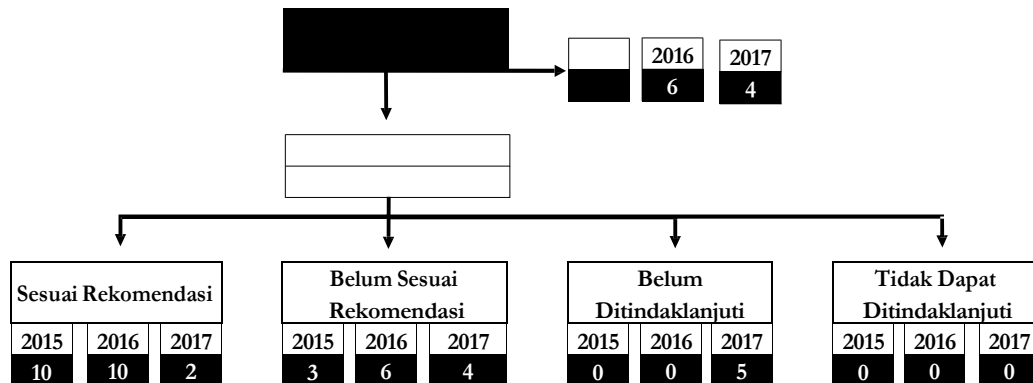 2016 2017
6 4
Sesuai Rekomendasi
2015 2016 2017
10 10 2
Belum Sesuai
Rekomendasi
2015 2016 2017
3 6 4
Belum
Ditindaklanjuti
2015 2016 2017
0 0 5
Tidak Dapat
Ditindaklanjuti
2015 2016 2017
0 0 0